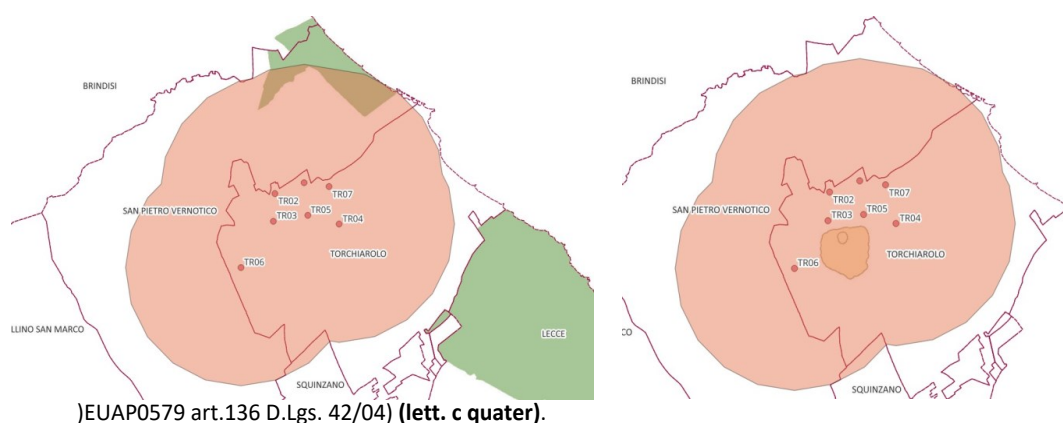 BRINDISI
TR02
TR07
SAN PIETRO VERNOTICO
TR03
TR05
TR04
TORCHIAROLO
TR06
LLINO SAN MARCO
LECCE
SQUINZANO
BRINDISI
TR02
TR07
SAN PIETRO VERNOTICO
TR03
TR05
TR04
TORCHIAROLO
TR06
CO
SQUINZANO
)EUAP0579 art.136 D.Lgs. 42/04) (lett. c quater).